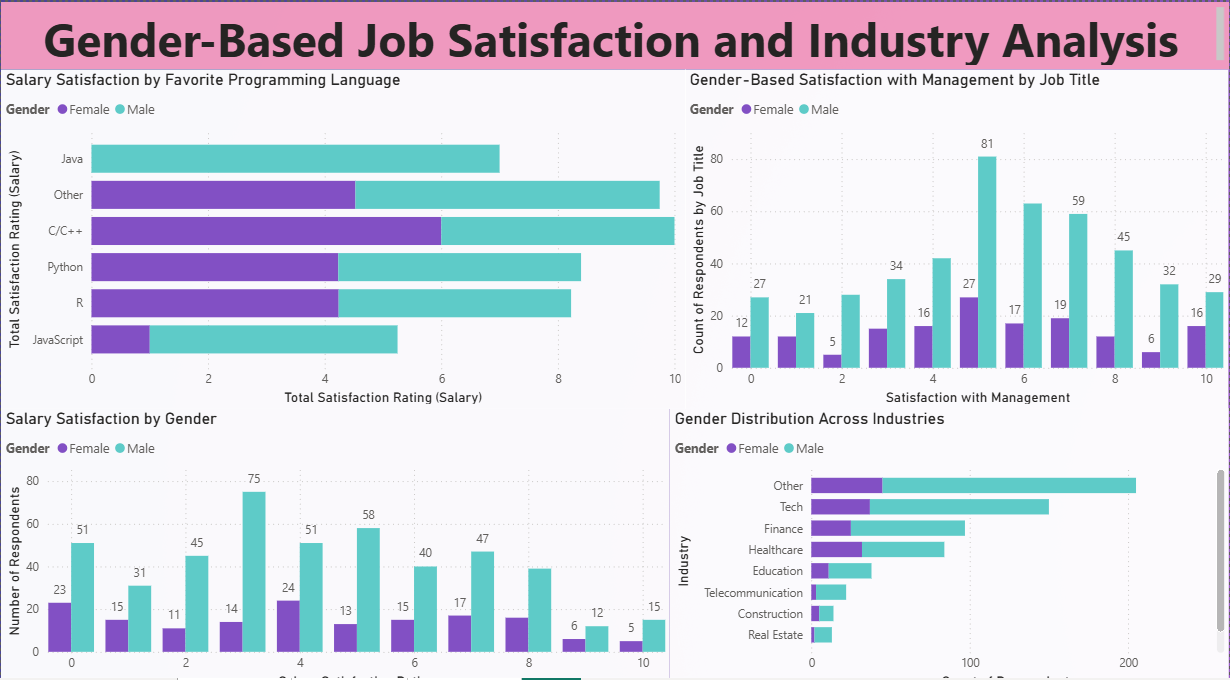 Gender-Based Job Satisfaction and Industry Analysis
Salary Satisfaction by Favorite Programming Language
Gender Female Male
Total Satisfaction Rating (Salary)
Java
Other
C/C++
Python
R
JavaScript
0 2 4 6 8 10
Total Satisfaction Rating (Salary)
Gender-Based Satisfaction with Management by Job Title
Gender Female Male
Count of Respondents by Job Title
80
60
40
20
0
12 27 21 5 34 16 27 81 17 19 59 45 6 32 16 29
0 2 4 6 8 10
Satisfaction with Management
Salary Satisfaction by Gender
Gender Female Male
Number of Respondents
80
60
40
20
0
23 51 15 31 11 45 14 75 24 51 13 58 15 40 17 47 6 12 5 15
0 2 4 6 8 10
Gender Distribution Across Industries
Gender Female Male
Industry
Other
Tech
Finance
Healthcare
Education
Telecommunication
Construction
Real Estate
0 100 200